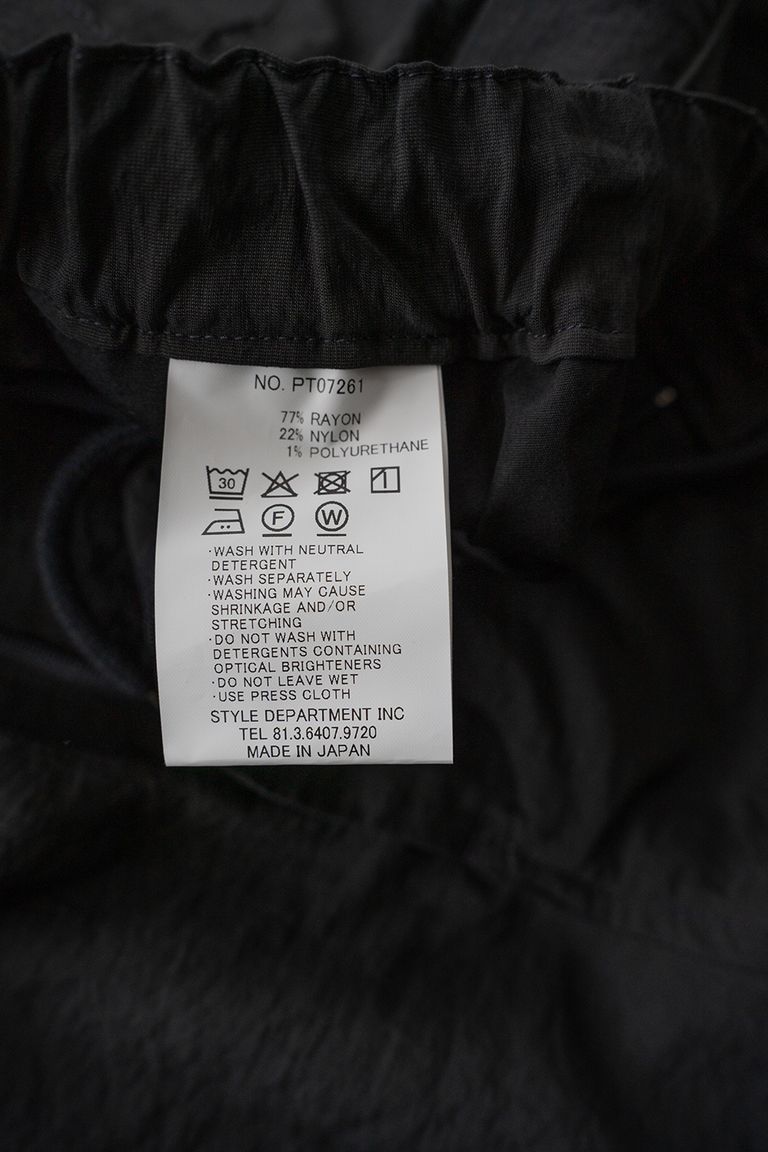 NO. PT07261
77% RAYON
22% NYLON
1% POLYURETHANE
30
F W
·WASH WITH NEUTRAL
DETERGENT
·WASH SEPARATELY
·WASHING MAY CAUSE
SHRINKAGE AND/OR
STRETCHING
·DO NOT WASH WITH
DETERGENTS CONTAINING
OPTICAL BRIGHTENERS
·DO NOT LEAVE WET
·USE PRESS CLOTH
STYLE DEPARTMENT INC
TEL 81.3.6407.9720
MADE IN JAPAN